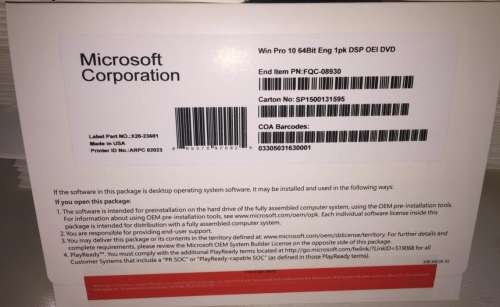 Microsoft
Corporation
Label Part NO.:X20-23601
Made in USA
Printer ID No.:ARPC 02023
Win Pro 10 64Bit Eng 1pk DSP OEI DVD
End Item PN:FQC-08930
Carton No: SP1500131595
COA Barcodes:
03305631630001
If the software in this package is desktop operating system software. It may be installed and used in the following ways:
If you open this package:
1. The software is intended for preinstallation on the hard drive of the fully assembled computer system, using the OEM pre-installation tools.
For information about using OEM pre-installation tools, see www.microsoft.com/oem/opk. Each individual software license inside this
package is intended for distribution with a fully assembled computer system.
2. You are responsible for providing end-user support.
3. You may deliver this package or its contents in the territory defined at: www.microsoft.com/oem/sblicense/territory. For further details and
complete requirements, please review the Microsoft OEM System Builder License on the opposite side of this package.
4. PlayReady™. You must comply with the additional PlayReady terms located at http://go.microsoft.com/fwlink/?LinkID=519068 for all
Customer Systems that include a "PR SOC" or "PlayReady-capable SOC" (as defined in those PlayReady terms).